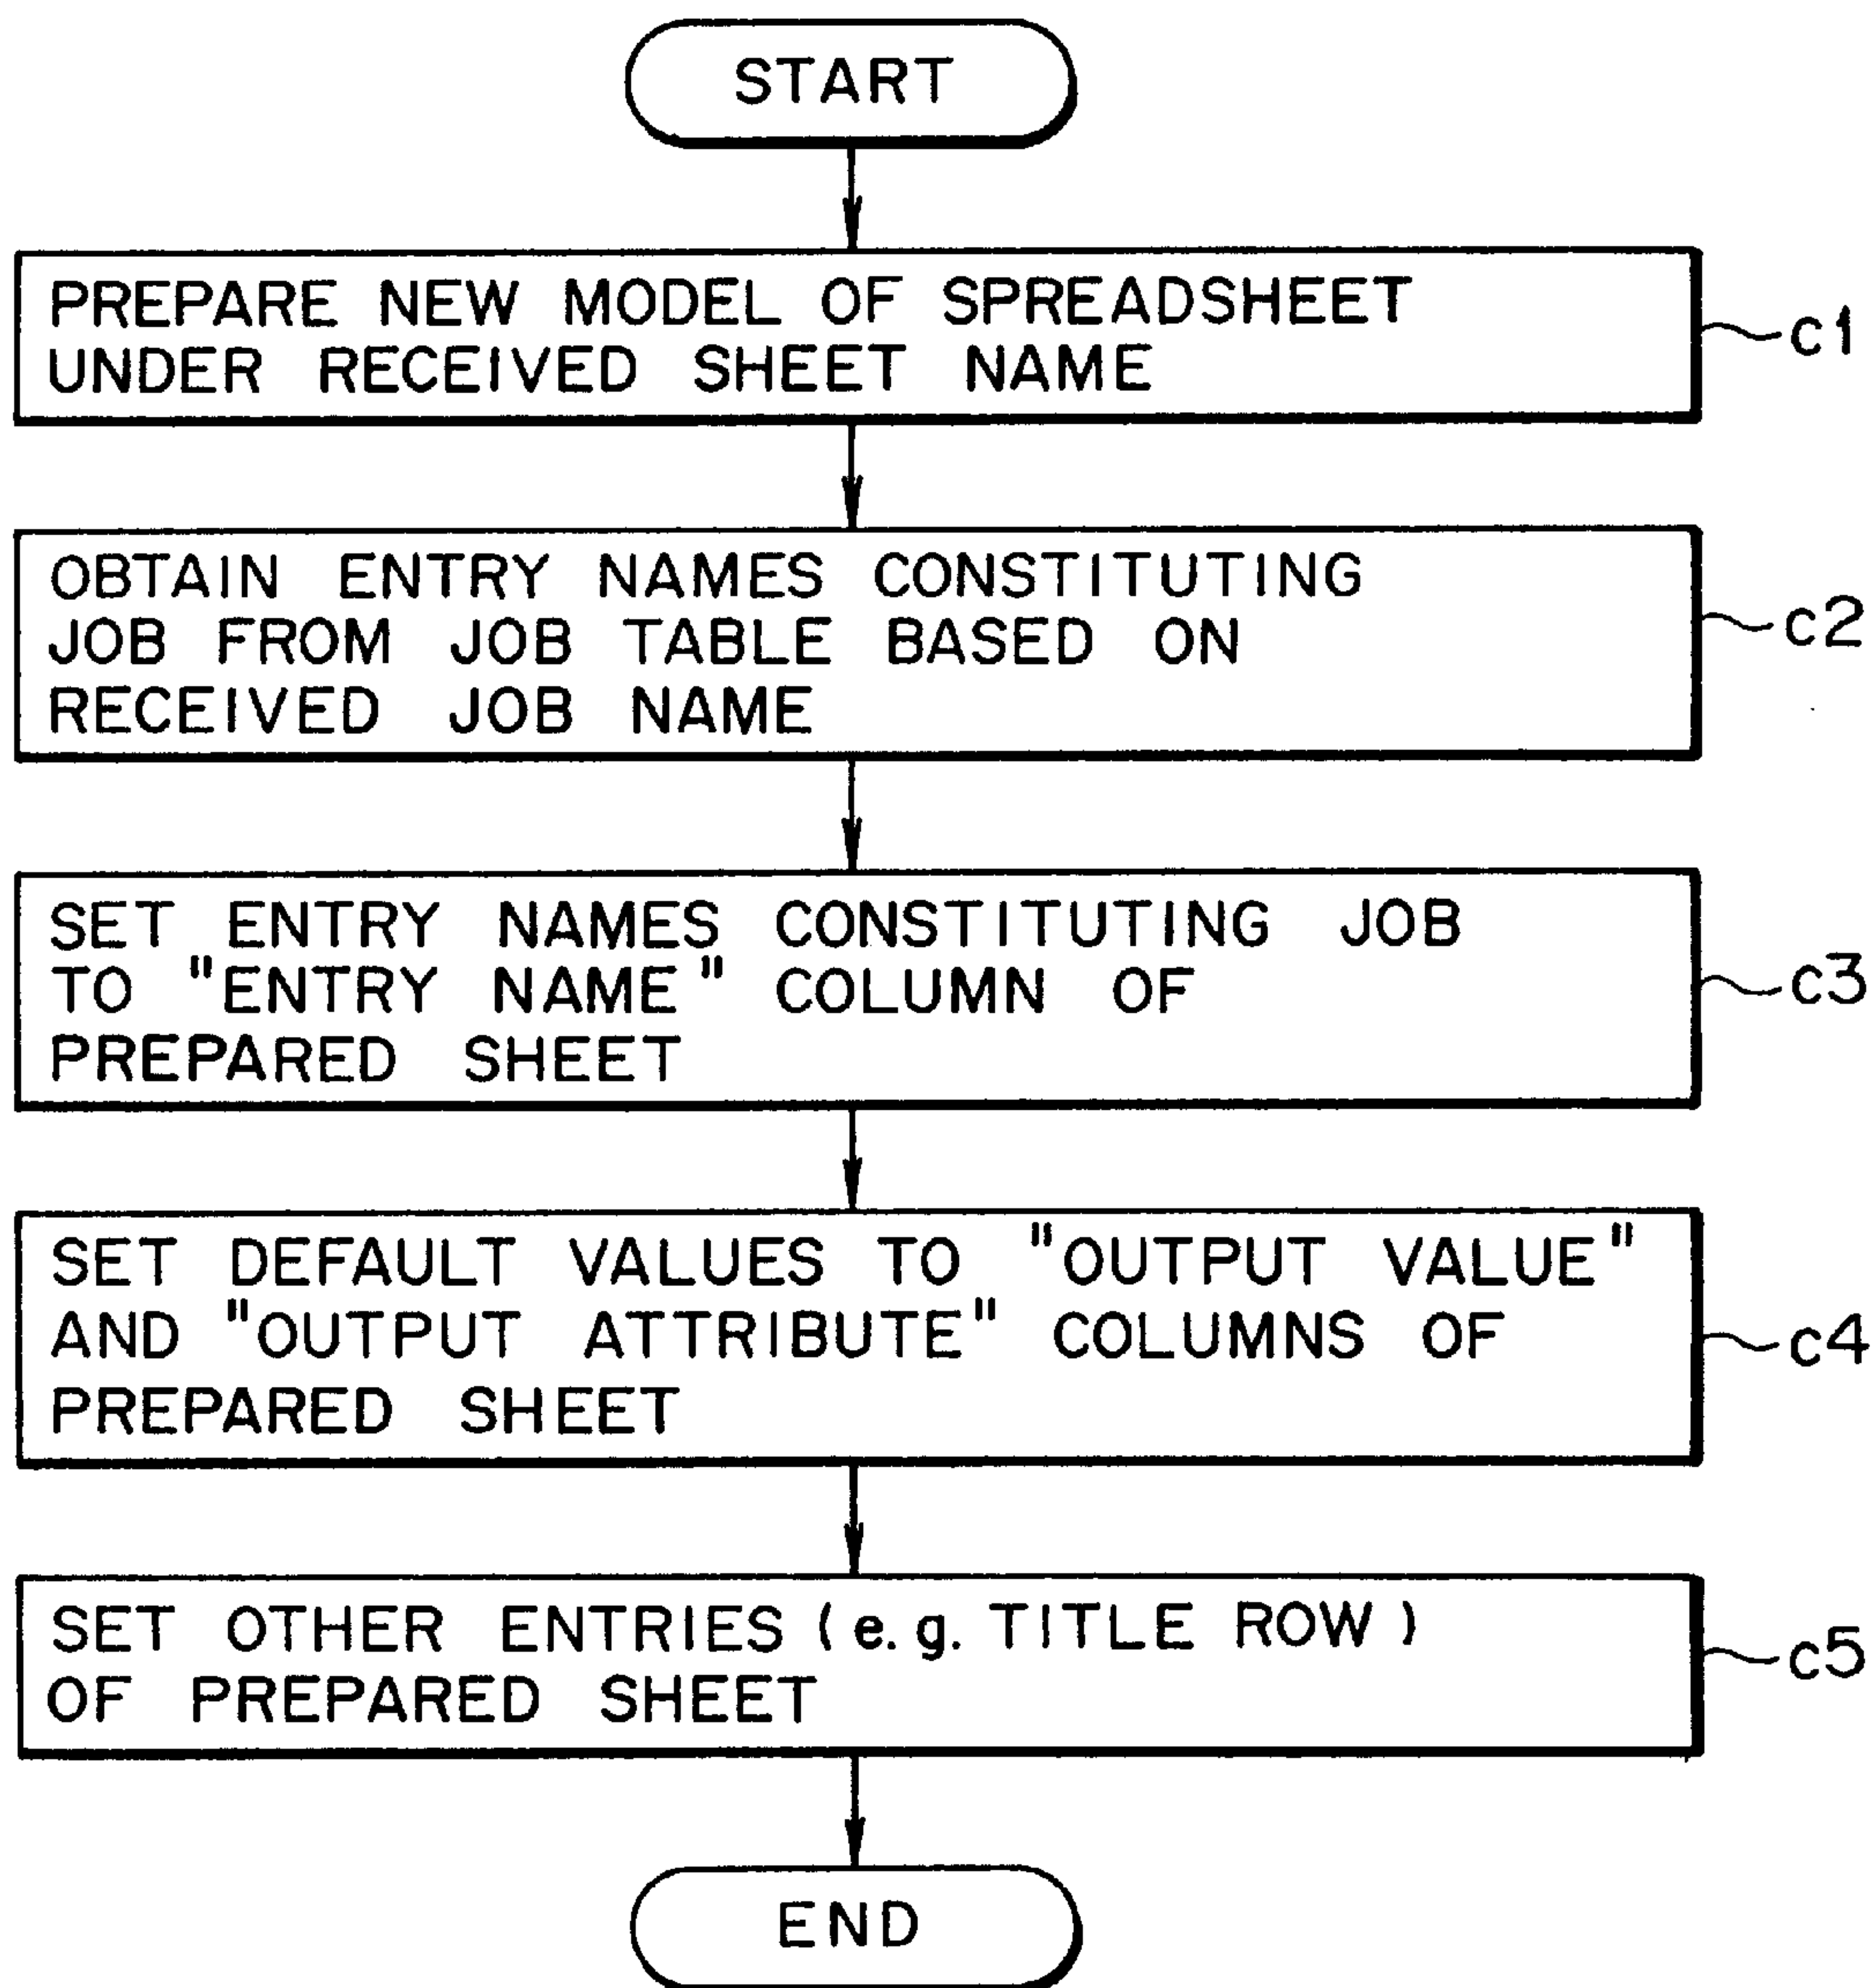 START
PREPARE NEW MODEL OF SPREADSHEET
UNDER RECEIVED SHEET NAME
c1
OBTAIN ENTRY NAMES CONSTITUTING
JOB FROM JOB TABLE BASED ON
RECEIVED JOB NAME
c2
SET ENTRY NAMES CONSTITUTING JOB
TO "ENTRY NAME" COLUMN OF
PREPARED SHEET
c3
SET DEFAULT VALUES TO "OUTPUT VALUE"
AND "OUTPUT ATTRIBUTE" COLUMNS OF
PREPARED SHEET
c4
SET OTHER ENTRIES (e.g. TITLE ROW)
OF PREPARED SHEET
c5
END